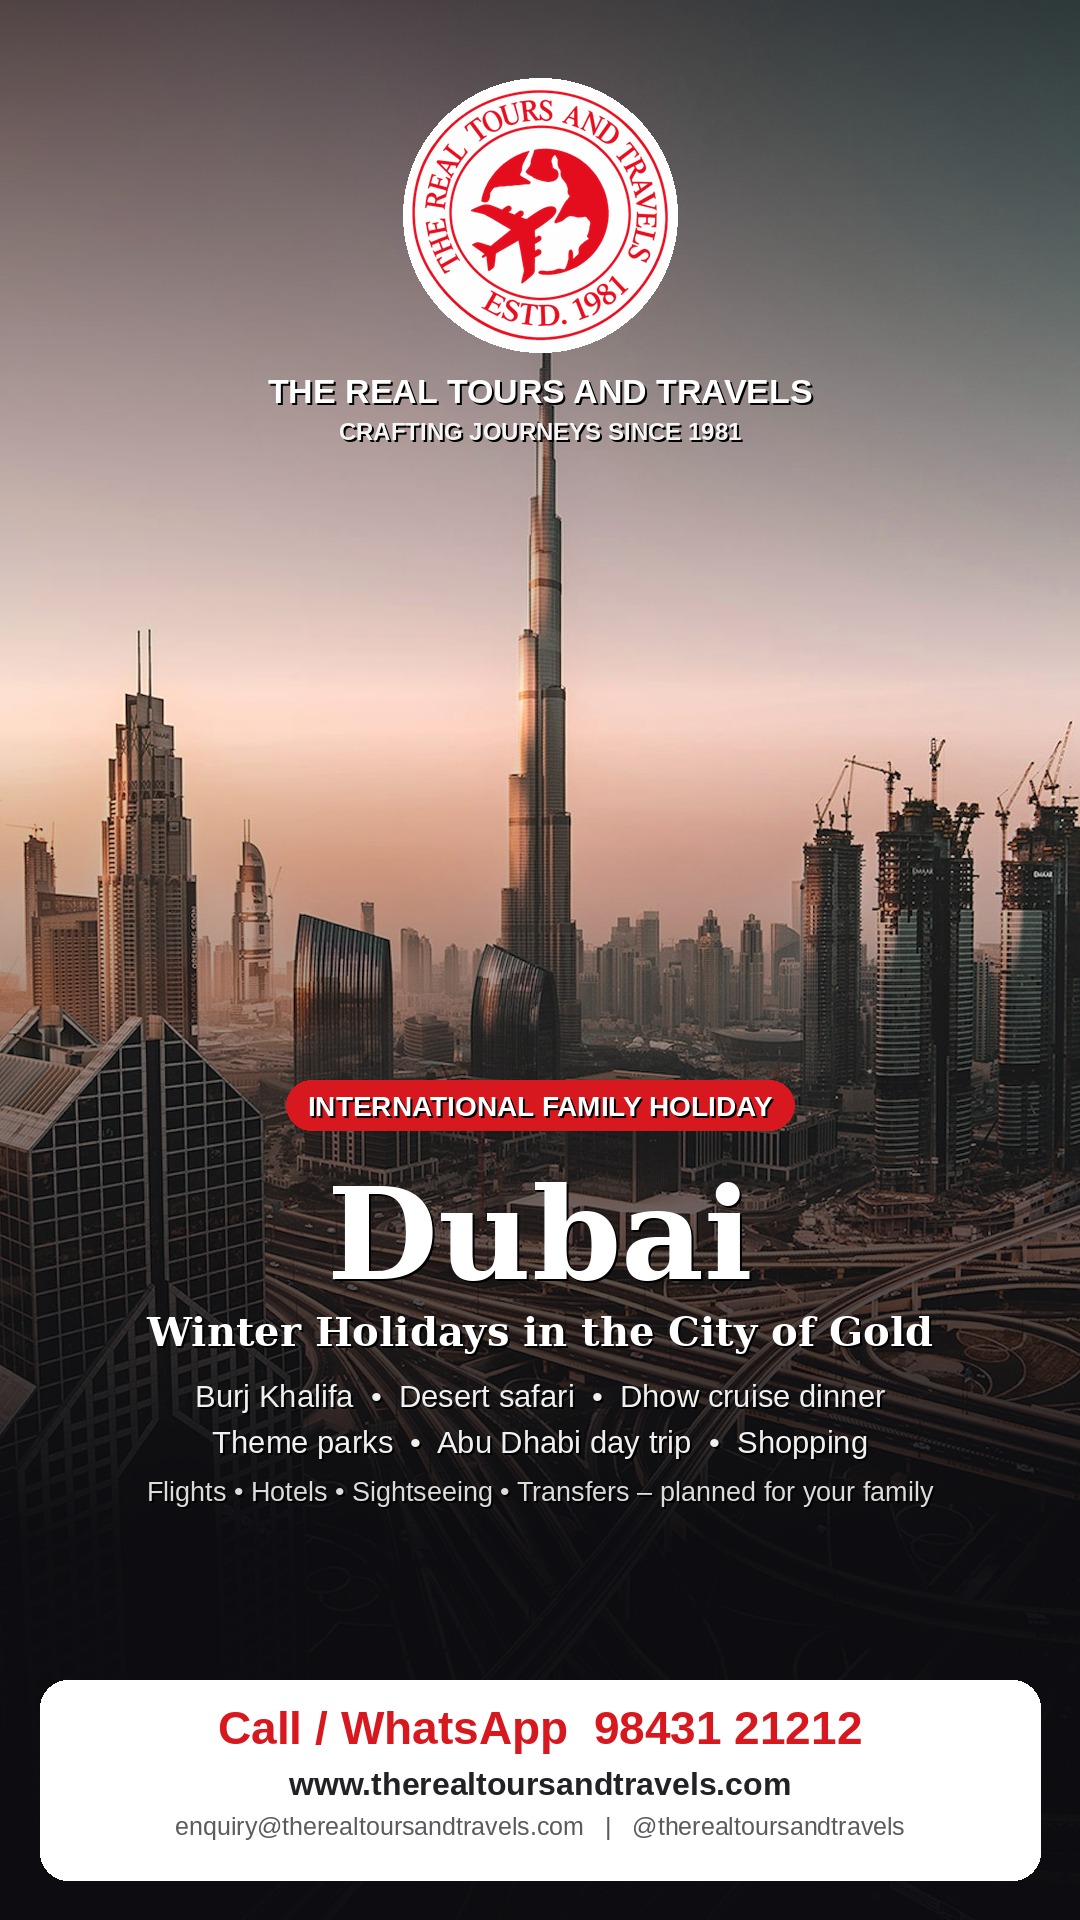 THE REAL TOURS AND TRAVELS
ESTD. 1981
THE REAL TOURS AND TRAVELS
CRAFTING JOURNEYS SINCE 1981
EMAAR
INTERNATIONAL FAMILY HOLIDAY
Dubai
Winter Holidays in the City of Gold
Burj Khalifa • Desert safari • Dhow cruise dinner
Theme parks • Abu Dhabi day trip • Shopping
Flights • Hotels • Sightseeing • Transfers – planned for your family
Call / WhatsApp 98431 21212
www.therealtoursandtravels.com
enquiry@therealtoursandtravels.com | @therealtoursandtravels